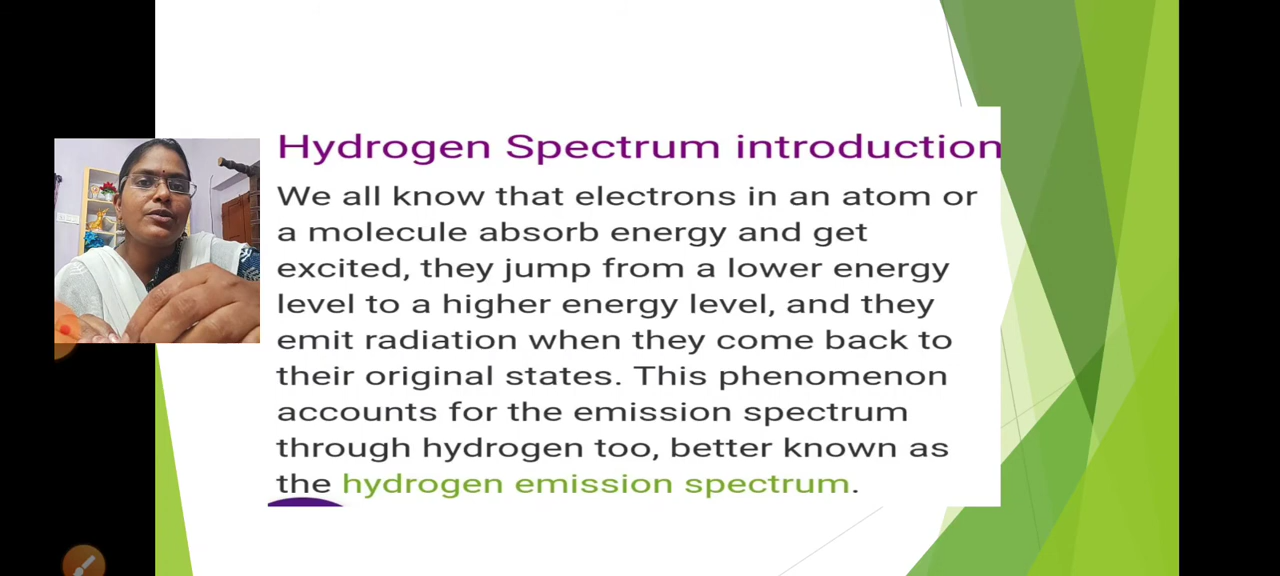 Hydrogen Spectrum introduction
We all know that electrons in an atom or
a molecule absorb energy and get
excited, they jump from a lower energy
level to a higher energy level, and they
emit radiation when they come back to
their original states. This phenomenon
accounts for the emission spectrum
through hydrogen too, better known as
the hydrogen emission spectrum.